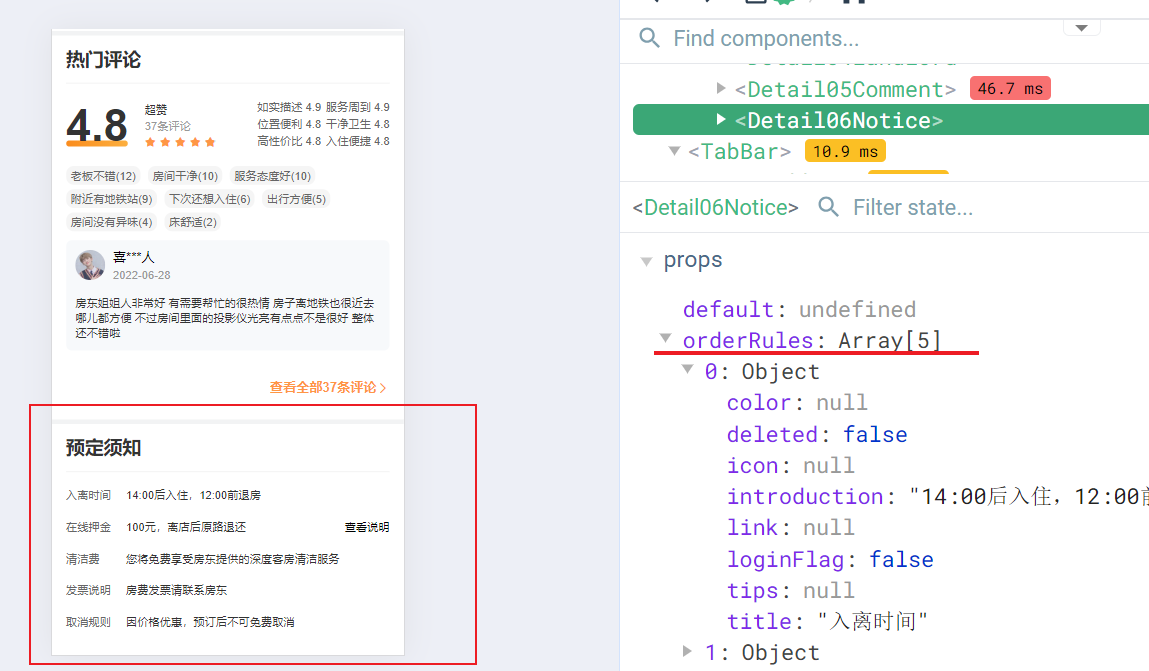 热门评论
4.8
超赞
37条评论
如实描述 4.9 服务周到 4.9
位置便利 4.8 干净卫生 4.8
高性价比 4.8 入住便捷 4.8
老板不错(12) 房间干净(10) 服务态度好(10)
附近有地铁站(9) 下次还想入住(6) 出行方便(5)
房间没有异味(4) 床舒适(2)
喜***人
2022-06-28
房东姐姐人非常好 有需要帮忙的很热情 房子离地铁也很近去
哪儿都方便 不过房间里面的投影仪光亮有点点不是很好 整体
还不错啦
查看全部37条评论
预定须知
入离时间 14:00后入住，12:00前退房
在线押金 100元，离店后原路退还 查看说明
清洁费 您将免费享受房东提供的深度客房清洁服务
发票说明 房费发票请联系房东
取消规则 因价格优惠，预订后不可免费取消
Find components...
<Detail05Comment> 46.7 ms
<Detail06Notice>
<TabBar> 10.9 ms
<Detail06Notice> Filter state...
props
default: undefined
orderRules: Array[5]
0: Object
color: null
deleted: false
icon: null
introduction: "14:00后入住，12:00前
link: null
loginFlag: false
tips: null
title: "入离时间"
1: Object